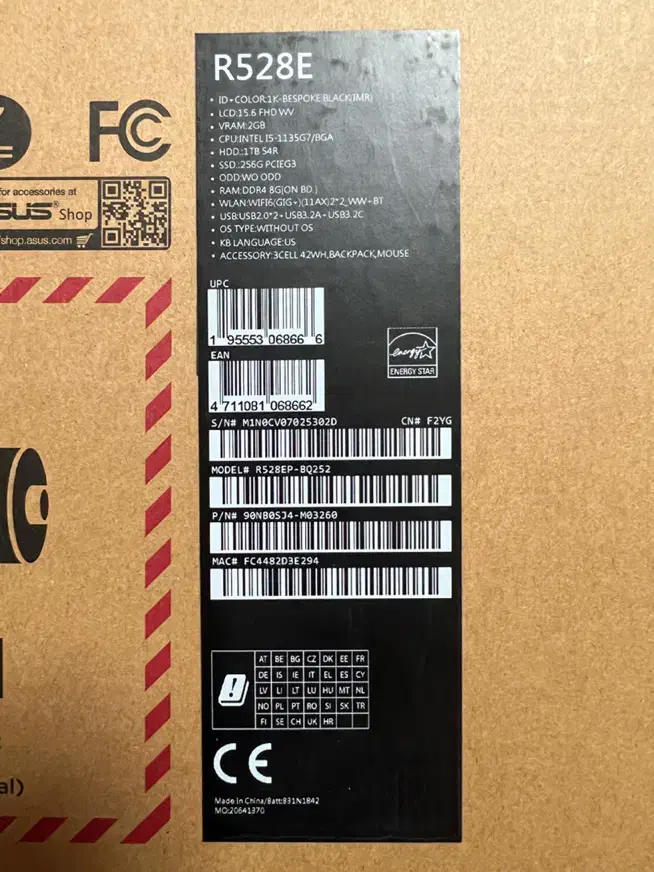 R528E
• ID+COLOR:1K-BESPOKE BLACK(IMR)
• LCD:15.6 FHD WV
• VRAM:2GB
• CPU:INTEL I5-1135G7/BGA
• HDD.:1TB 54R
• SSD.:256G PCIEG3
• ODD:WO ODD
• RAM:DDR4 8G(ON BD.)
• WLAN:WIFI6(GIG+)(11AX)2*2_WW+BT
• USB:USB2.0*2+USB3.2A+USB3.2C
• OS TYPE:WITHOUT OS
• KB LANGUAGE:US
• ACCESSORY:3CELL 42WH,BACKPACK,MOUSE
FC
for accessories at
SUS® Shop
shop.asus.com
UPC
1 95553 06866 6
EAN
4 711081 068662
energy
ENERGY STAR
S/N# M1N0CV07025302D CN# F2YG
MODEL# R528EP-BQ252
P/N# 90NB0SJ4-M03260
MAC# FC4482D3E294
AT BE BG CZ DK EE FR
DE IS IE IT EL ES CY
LV LI LT LU HU MT NL
NO PL PT RO SI SK TR
FI SE CH UK HR
CE
al)
Made In China/Batt:B31N1842
MO:20641370